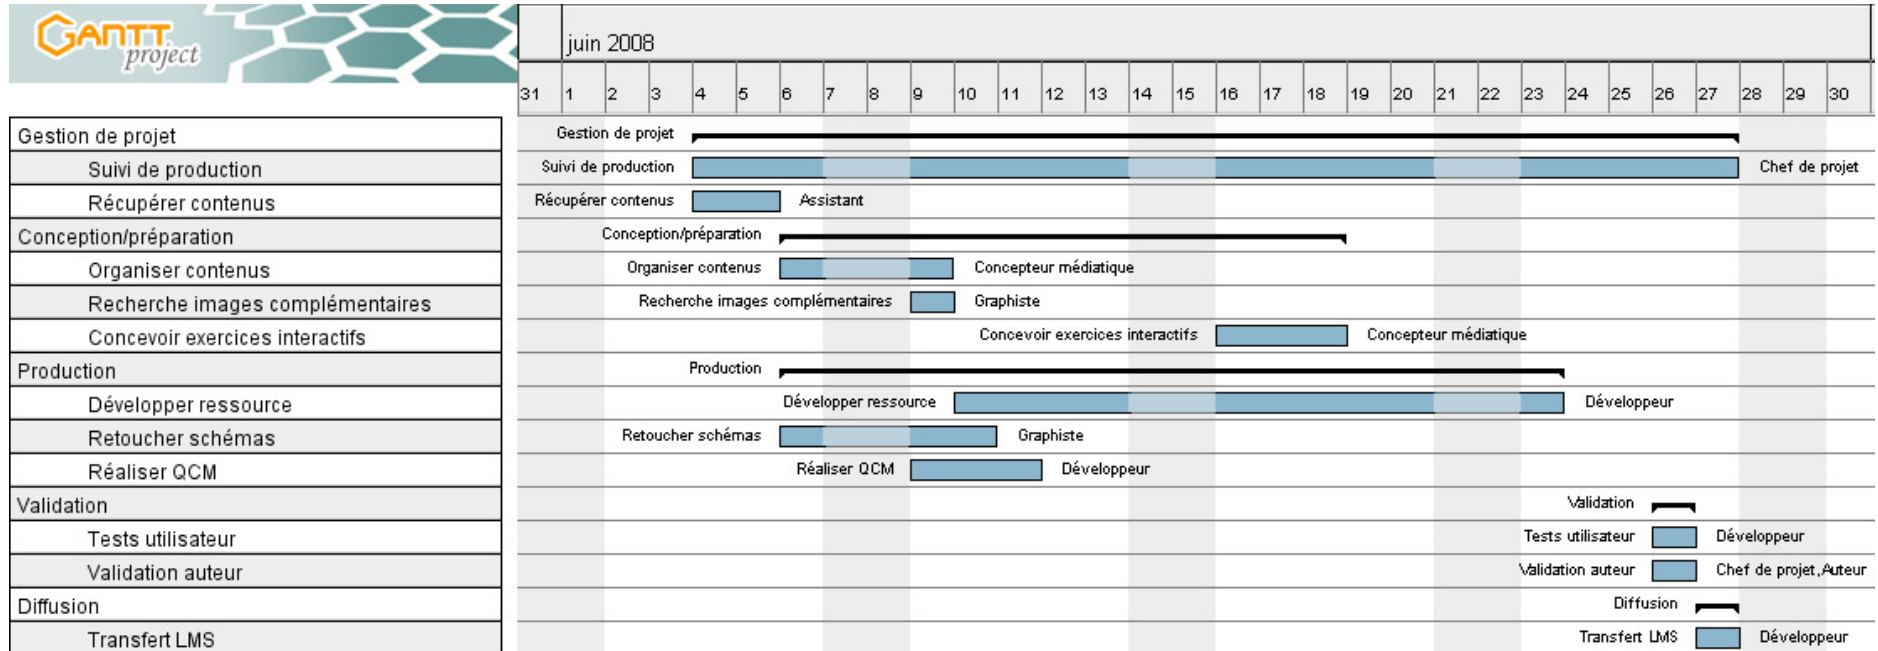 GANTT
project
juin 2008
31 1 2 3 4 5 6 7 8 9 10 11 12 13 14 15 16 17 18 19 20 21 22 23 24 25 26 27 28 29 30
Gestion de projet Gestion de projet
Suivi de production Suivi de production Chef de projet
Récupérer contenus Récupérer contenus Assistant
Conception/préparation Conception/préparation
Organiser contenus Organiser contenus Concepteur médiatique
Recherche images complémentaires Recherche images complémentaires Graphiste
Concevoir exercices interactifs Concevoir exercices interactifs Concepteur médiatique
Production Production
Développer ressource Développer ressource Développeur
Retoucher schémas Retoucher schémas Graphiste
Réaliser QCM Réaliser QCM Développeur
Validation Validation
Tests utilisateur Tests utilisateur Développeur
Validation auteur Validation auteur Chef de projet,Auteur
Diffusion Diffusion
Transfert LMS Transfert LMS Développeur